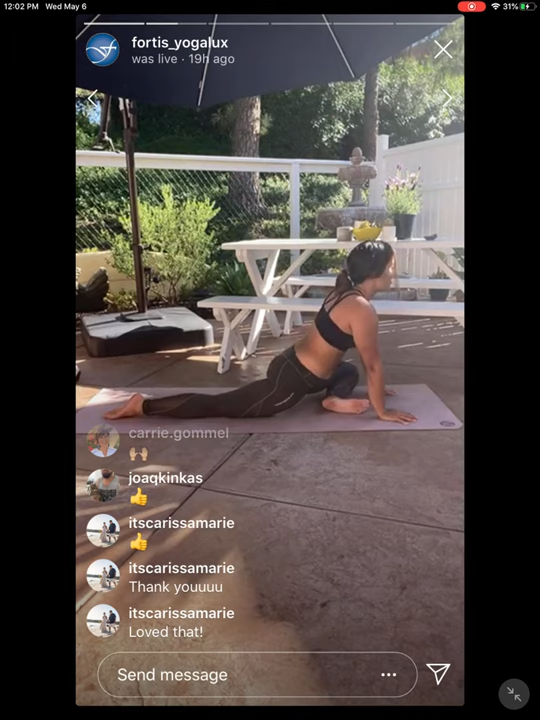 12:02 PM Wed May 6
31%
fortis_yogalux
was live · 19h ago
carrie.gommel
🙌🏼
joaqkinkas
👍
itscarissamarie
👍
itscarissamarie
Thank youuuu
itscarissamarie
Loved that!
Send message